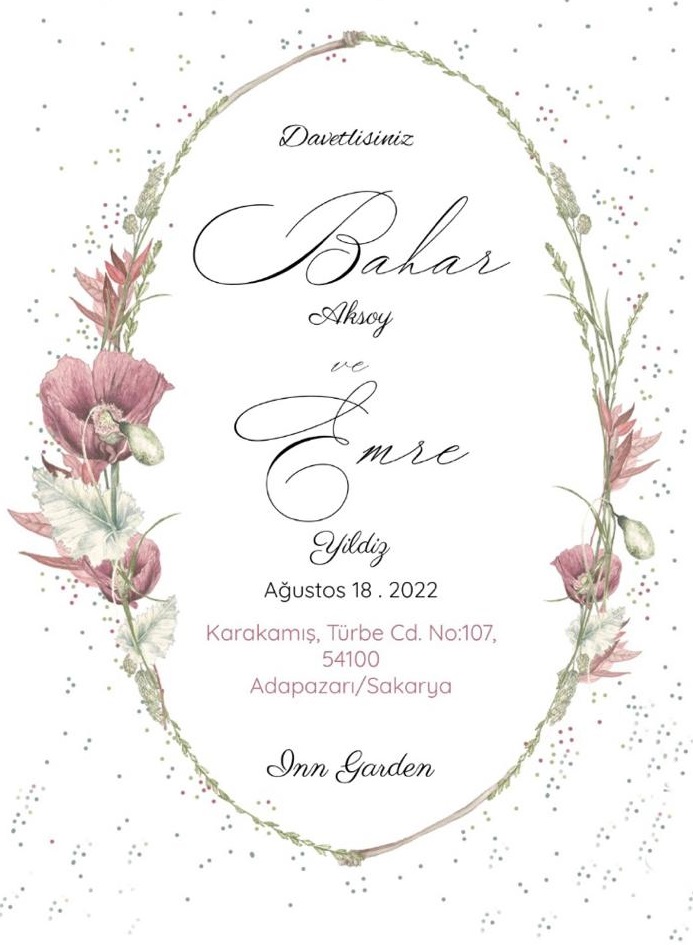 Davetlisiniz
Bahar
Aksoy
ve
Emre
Yildiz
Ağustos 18 . 2022
Karakamış, Türbe Cd. No:107,
54100
Adapazarı/Sakarya
Inn Garden